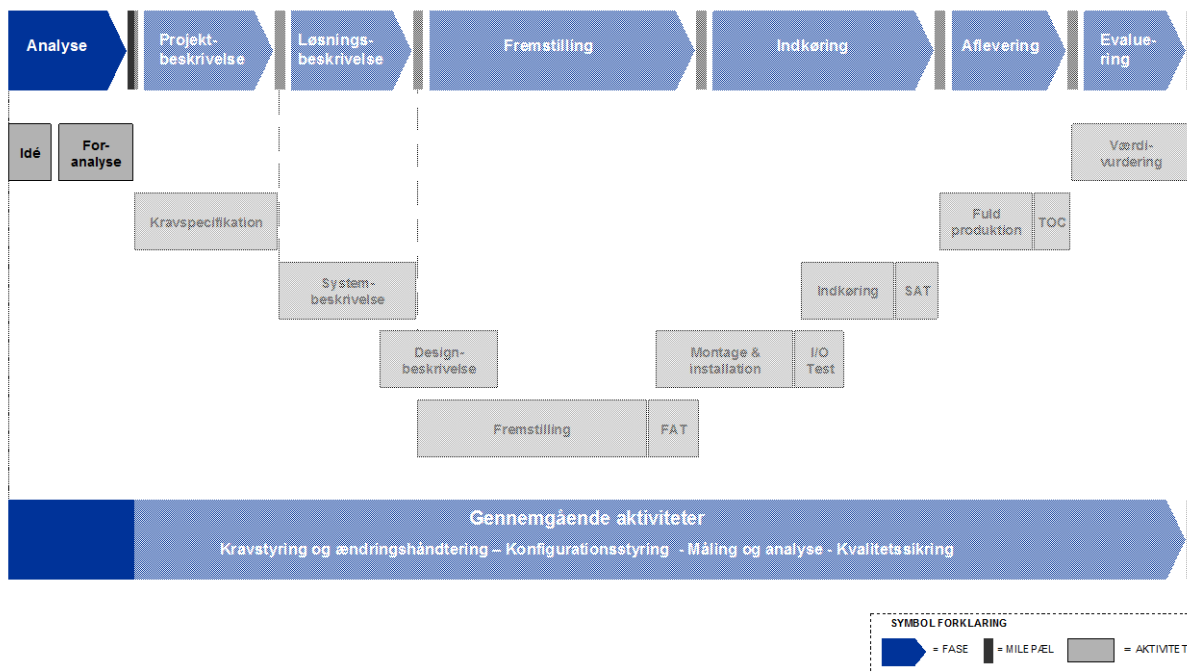 Analyse
Projekt-
beskrivelse
Løsnings-
beskrivelse
Fremstilling
Indkøring
Aflevering
Evalue-
ring
Idé
For-
analyse
Værdi-
vurdering
Kravspecifikation
Fuld
produktion
TOC
System-
beskrivelse
Indkøring
SAT
Design-
beskrivelse
Montage &
installation
I/O
Test
Fremstilling
FAT
Gennemgående aktiviteter
Kravstyring og ændringshåndtering – Konfigurationsstyring - Måling og analyse - Kvalitetssikring
SYMBOL FORKLARING
= FASE
= MILEPÆL
= AKTIVITET